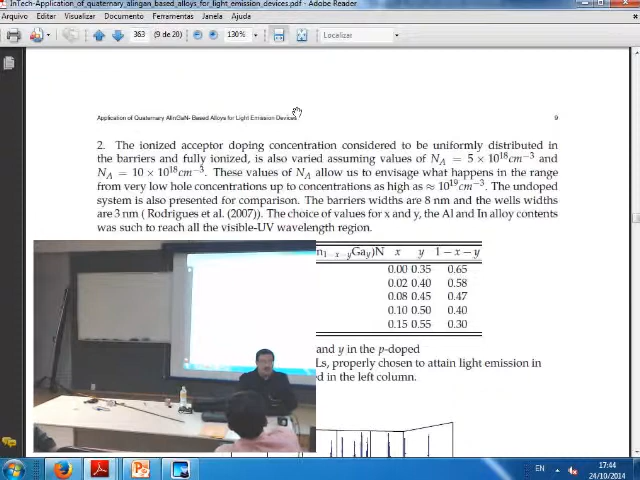 InTech-Application_of_quaternary_alingan_based_alloys_for_light_emission_devices.pdf - Adobe Reader
Arquivo Editar Visualizar Documento Ferramentas Janela Ajuda
363 (9 de 20) 130% Localizar
Application of Quaternary AlInGaN- Based Alloys for Light Emission Devices 9
2. The ionized acceptor doping concentration considered to be uniformly distributed in
the barriers and fully ionized, is also varied assuming values of N_A = 5 × 10^18 cm^−3 and
N_A = 10 × 10^18 cm^−3. These values of N_A allow us to envisage what happens in the range
from very low hole concentrations up to concentrations as high as ≈ 10^19 cm^−3. The undoped
system is also presented for comparison. The barriers widths are 8 nm and the wells widths
are 3 nm ( Rodrigues et al. (2007)). The choice of values for x and y, the Al and In alloy contents
was such to reach all the visible-UV wavelength region.
n1−x−yGay)N x y 1 − x − y
0.00 0.35 0.65
0.02 0.40 0.58
0.08 0.45 0.47
0.10 0.50 0.40
0.15 0.55 0.30
and y in the p-doped
Ls, properly chosen to attain light emission in
d in the left column.
EN 17:44
24/10/2014